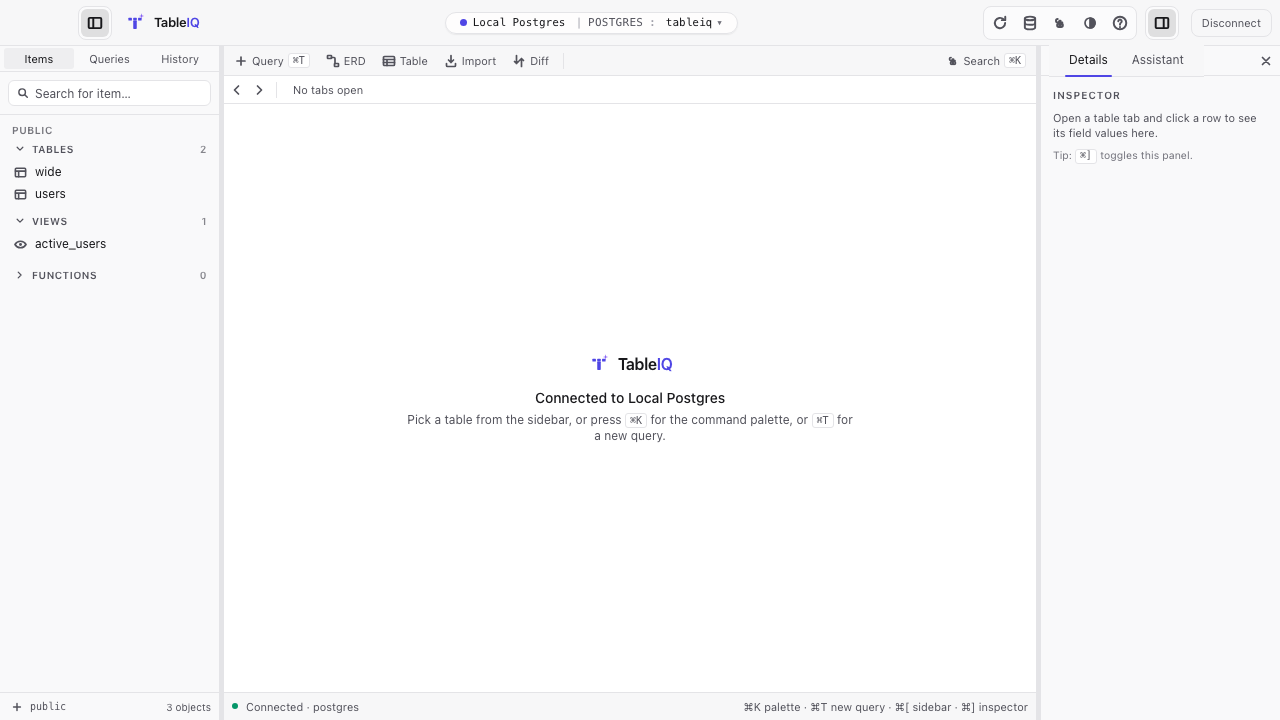 TableIQ
Local Postgres | POSTGRES : tableiq ▾
Disconnect
Items Queries History
Search for item...
PUBLIC
TABLES 2
wide
users
VIEWS 1
active_users
FUNCTIONS 0
+ public 3 objects
Query ⌘T ERD Table Import Diff Search ⌘K
No tabs open
TableIQ
Connected to Local Postgres
Pick a table from the sidebar, or press ⌘K for the command palette, or ⌘T for
a new query.
Connected · postgres
⌘K palette · ⌘T new query · ⌘[ sidebar · ⌘] inspector
Details Assistant
INSPECTOR
Open a table tab and click a row to see
its field values here.
Tip: ⌘] toggles this panel.